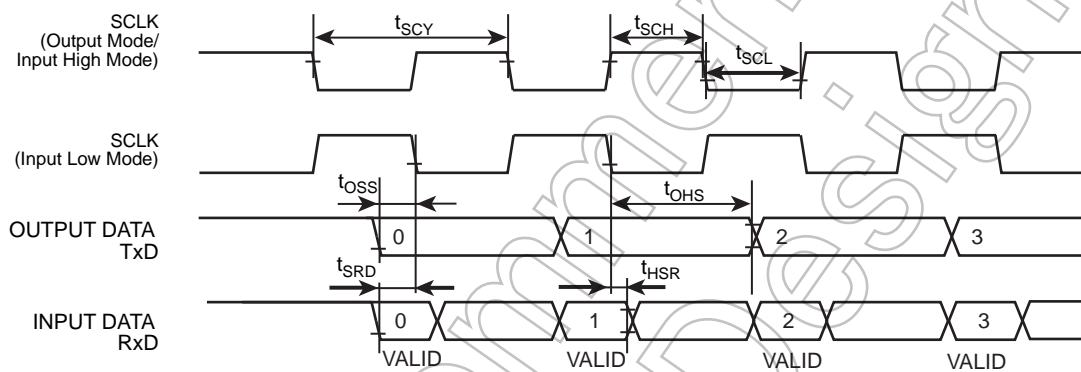 SCLK
(Output Mode/
Input High Mode)
tSCY
tSCH
tSCL
SCLK
(Input Low Mode)
tOSS
tOHS
OUTPUT DATA
TxD
0
1
2
3
tSRD
tHSR
INPUT DATA
RxD
0
1
2
3
VALID
VALID
VALID
VALID